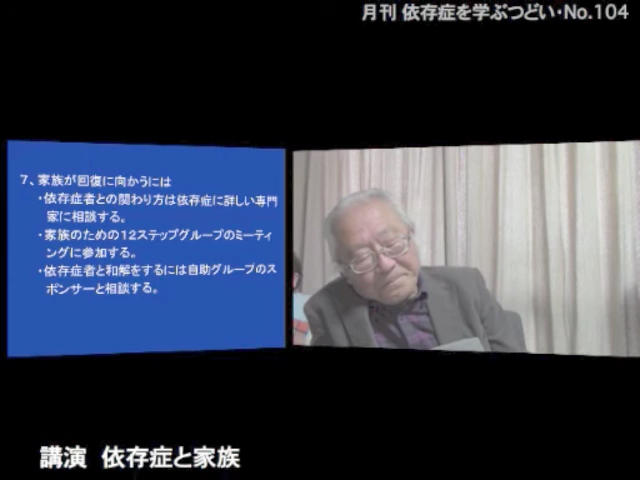 月刊 依存症を学ぶつどい・No.104
7、家族が回復に向かうには
・依存症者との関わり方は依存症に詳しい専門
家に相談する。
・家族のための12ステップグループのミーティ
ングに参加する。
・依存症者と和解をするには自助グループのス
ポンサーと相談する。
講演 依存症と家族